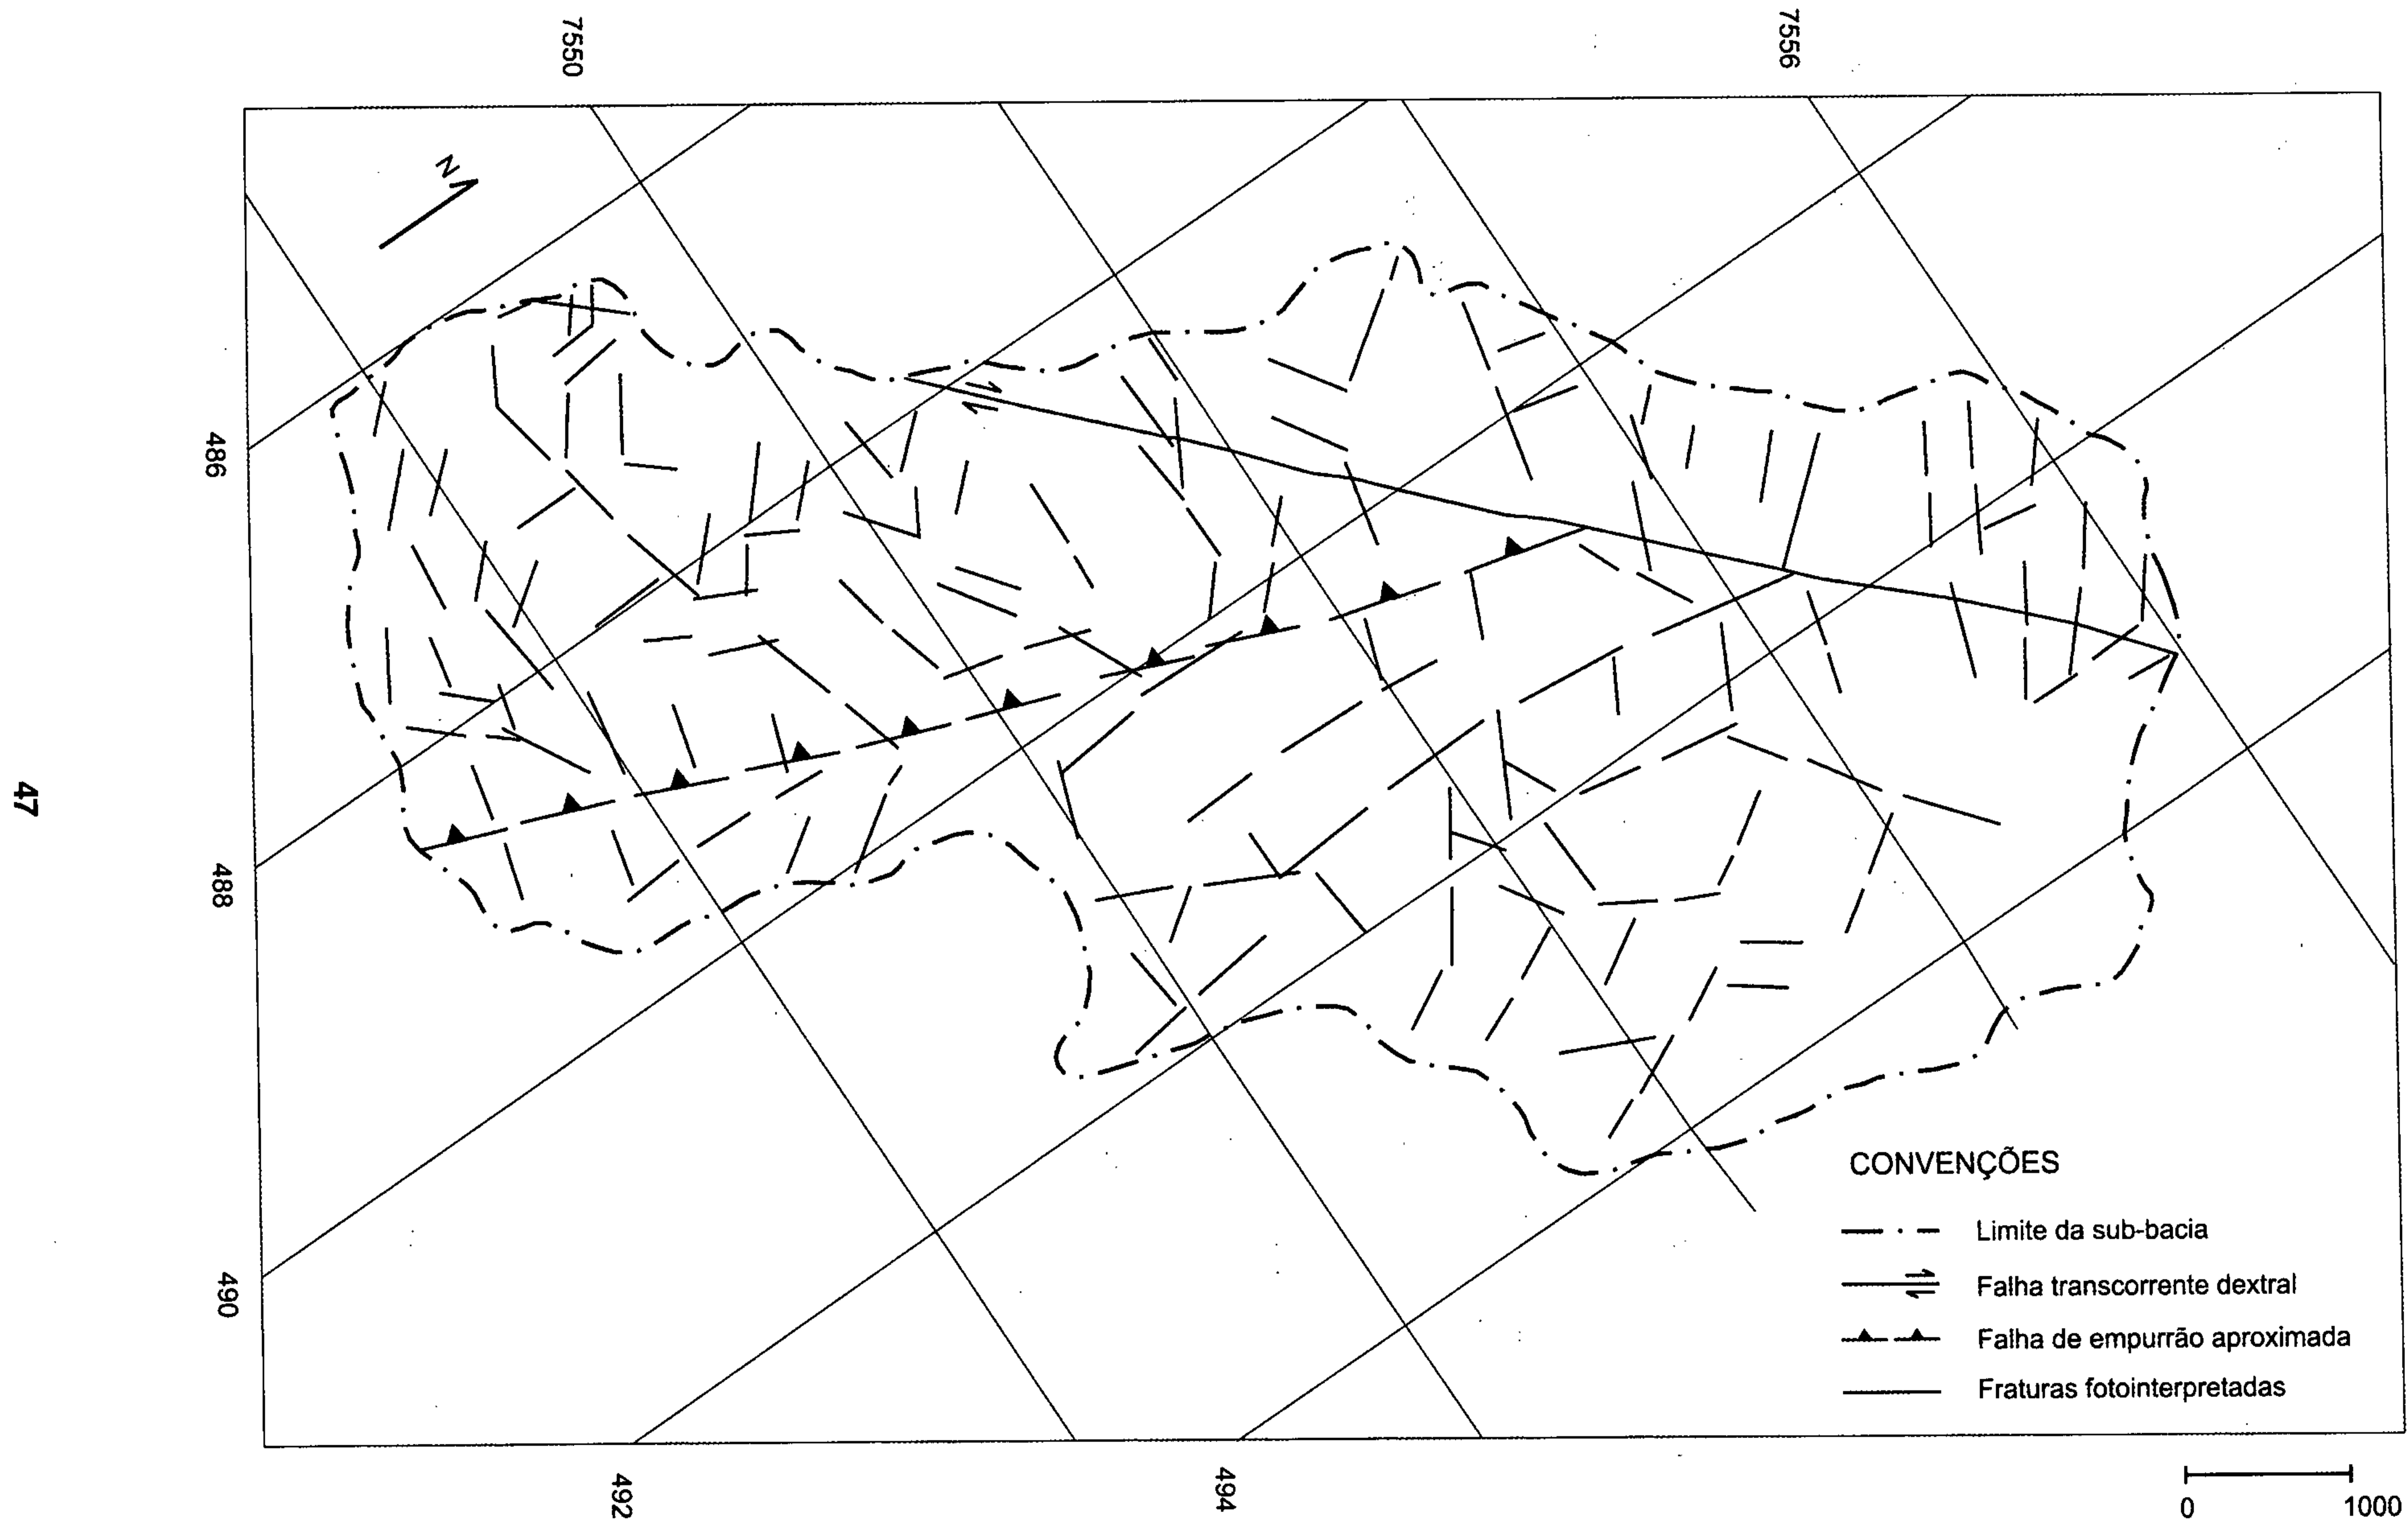 7550
7556
N
486
488
490
47
CONVENÇÕES
Limite da sub-bacia
Falha transcorrente dextral
Falha de empurrão aproximada
Fraturas fotointerpretadas
492
494
0 1000